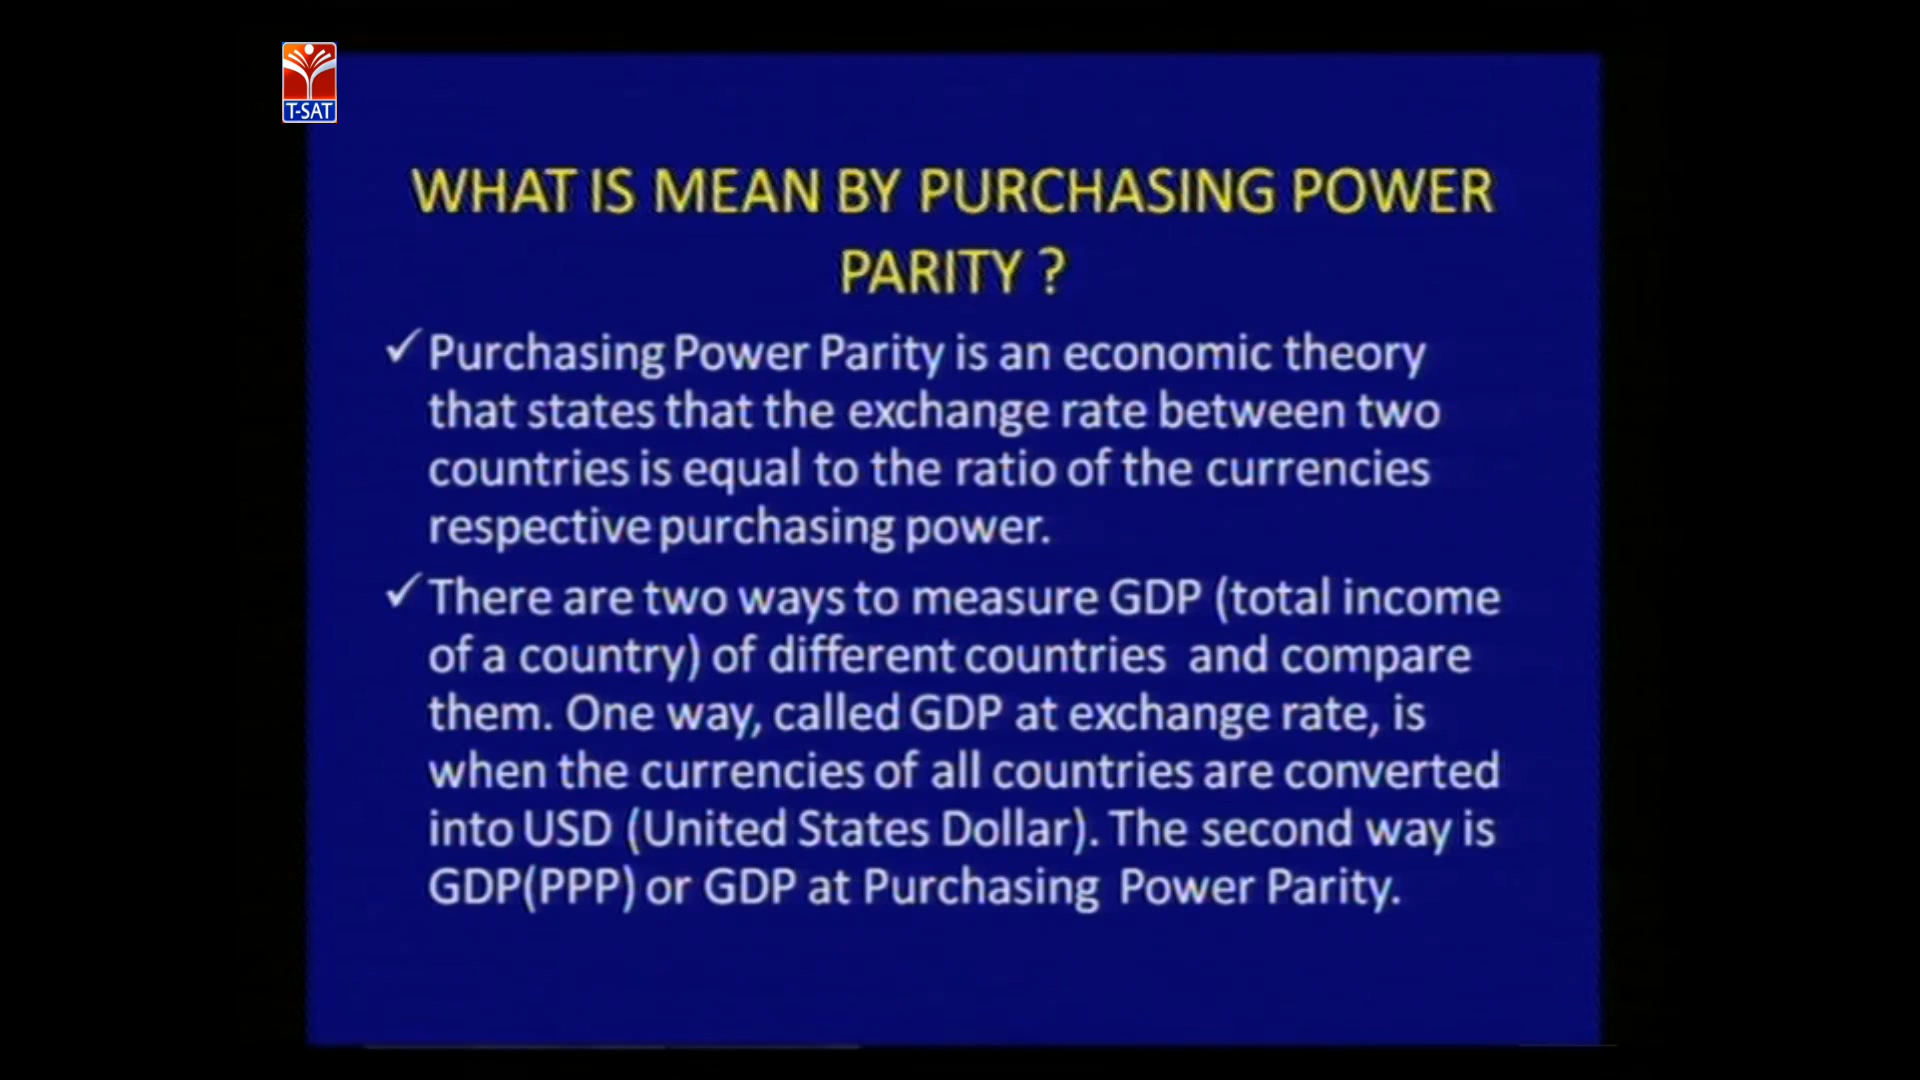 T-SAT
WHAT IS MEAN BY PURCHASING POWER
PARITY ?
✓ Purchasing Power Parity is an economic theory
that states that the exchange rate between two
countries is equal to the ratio of the currencies
respective purchasing power.
✓ There are two ways to measure GDP (total income
of a country) of different countries and compare
them. One way, called GDP at exchange rate, is
when the currencies of all countries are converted
into USD (United States Dollar). The second way is
GDP(PPP) or GDP at Purchasing Power Parity.